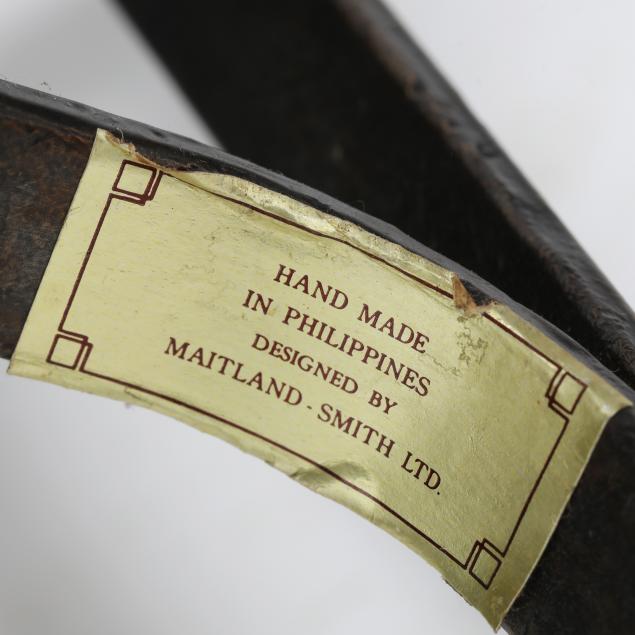 HAND MADE
IN PHILIPPINES
DESIGNED BY
MAITLAND - SMITH LTD.